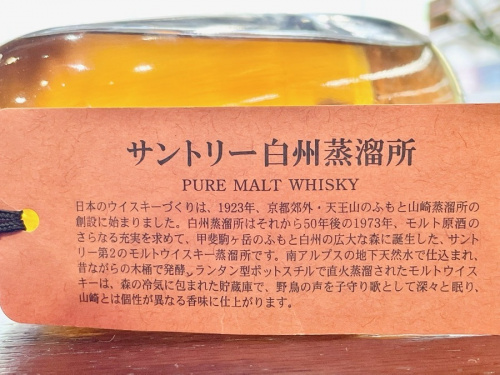 サントリー白州蒸溜所
PURE MALT WHISKY
日本のウイスキーづくりは、1923年、京都郊外・天王山のふもと山崎蒸溜所の
創設に始まりました。白州蒸溜所はそれから50年後の1973年、モルト原酒の
さらなる充実を求めて、甲斐駒ヶ岳のふもと白州の広大な森に誕生した、サント
リー第2のモルトウイスキー蒸溜所です。南アルプスの地下天然水で仕込まれ、
昔ながらの木桶で発酵、ランタン型ポットスチルで直火蒸溜されたモルトウイス
キーは、森の冷気に包まれた貯蔵庫で、野鳥の声を子守り歌として深々と眠り、
山崎とは個性が異なる香味に仕上がります。